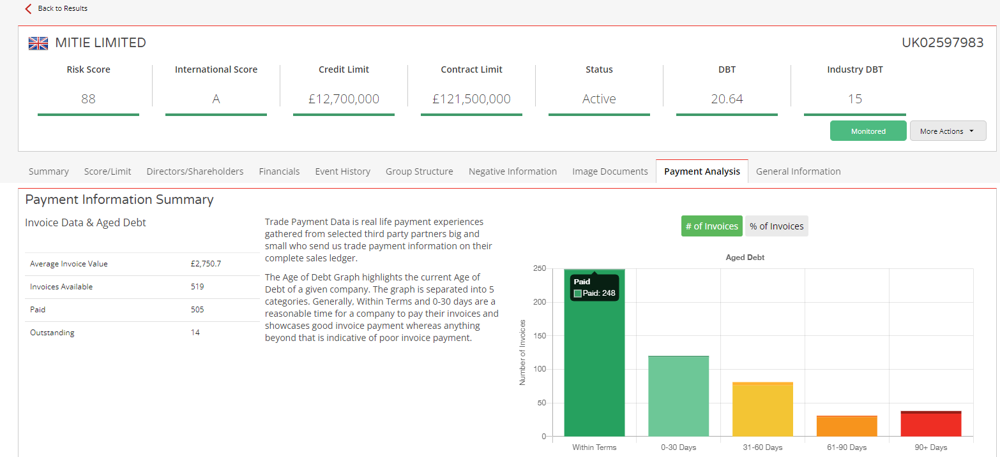 Back to Results
MITIE LIMITED
UK02597983
Risk Score
International Score
Credit Limit
Contract Limit
Status
DBT
Industry DBT
88
A
£12,700,000
£121,500,000
Active
20.64
15
Monitored
More Actions
Summary
Score/Limit
Directors/Shareholders
Financials
Event History
Group Structure
Negative Information
Image Documents
Payment Analysis
General Information
Payment Information Summary
Invoice Data & Aged Debt
Average Invoice Value £2,750.7
Invoices Available 519
Paid 505
Outstanding 14
Trade Payment Data is real life payment experiences
gathered from selected third party partners big and
small who send us trade payment information on their
complete sales ledger.
The Age of Debt Graph highlights the current Age of
Debt of a given company. The graph is separated into 5
categories. Generally, Within Terms and 0-30 days are a
reasonable time for a company to pay their invoices and
showcases good invoice payment whereas anything
beyond that is indicative of poor invoice payment.
# of Invoices
% of Invoices
Aged Debt
Number of Invoices
250
200
150
100
50
0
Paid
Paid: 248
Within Terms
0-30 Days
31-60 Days
61-90 Days
90+ Days